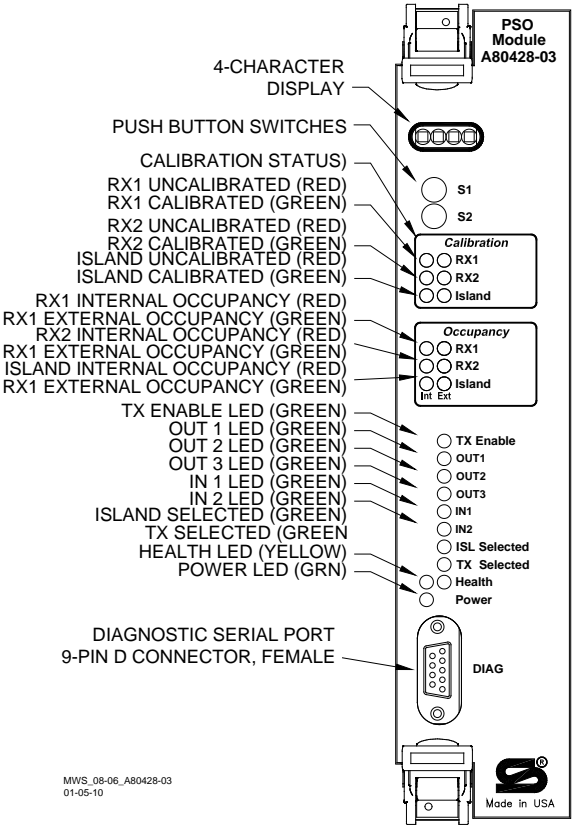 PSO
Module
A80428-03
4-CHARACTER
DISPLAY
PUSH BUTTON SWITCHES
CALIBRATION STATUS)
RX1 UNCALIBRATED (RED)
RX1 CALIBRATED (GREEN)
RX2 UNCALIBRATED (RED)
RX2 CALIBRATED (GREEN)
ISLAND UNCALIBRATED (RED)
ISLAND CALIBRATED (GREEN)
RX1 INTERNAL OCCUPANCY (RED)
RX1 EXTERNAL OCCUPANCY (GREEN)
RX2 INTERNAL OCCUPANCY (RED)
RX1 EXTERNAL OCCUPANCY (GREEN)
ISLAND INTERNAL OCCUPANCY (RED)
RX1 EXTERNAL OCCUPANCY (GREEN)
TX ENABLE LED (GREEN)
OUT 1 LED (GREEN)
OUT 2 LED (GREEN)
OUT 3 LED (GREEN)
IN 1 LED (GREEN)
IN 2 LED (GREEN)
ISLAND SELECTED (GREEN)
TX SELECTED (GREEN
HEALTH LED (YELLOW)
POWER LED (GRN)
DIAGNOSTIC SERIAL PORT
9-PIN D CONNECTOR, FEMALE
S1
S2
Calibration
RX1
RX2
Island
Occupancy
RX1
RX2
Island
Int Ext
TX Enable
OUT1
OUT2
OUT3
IN1
IN2
ISL Selected
TX Selected
Health
Power
DIAG
®
Made in USA
MWS_08-06_A80428-03
01-05-10